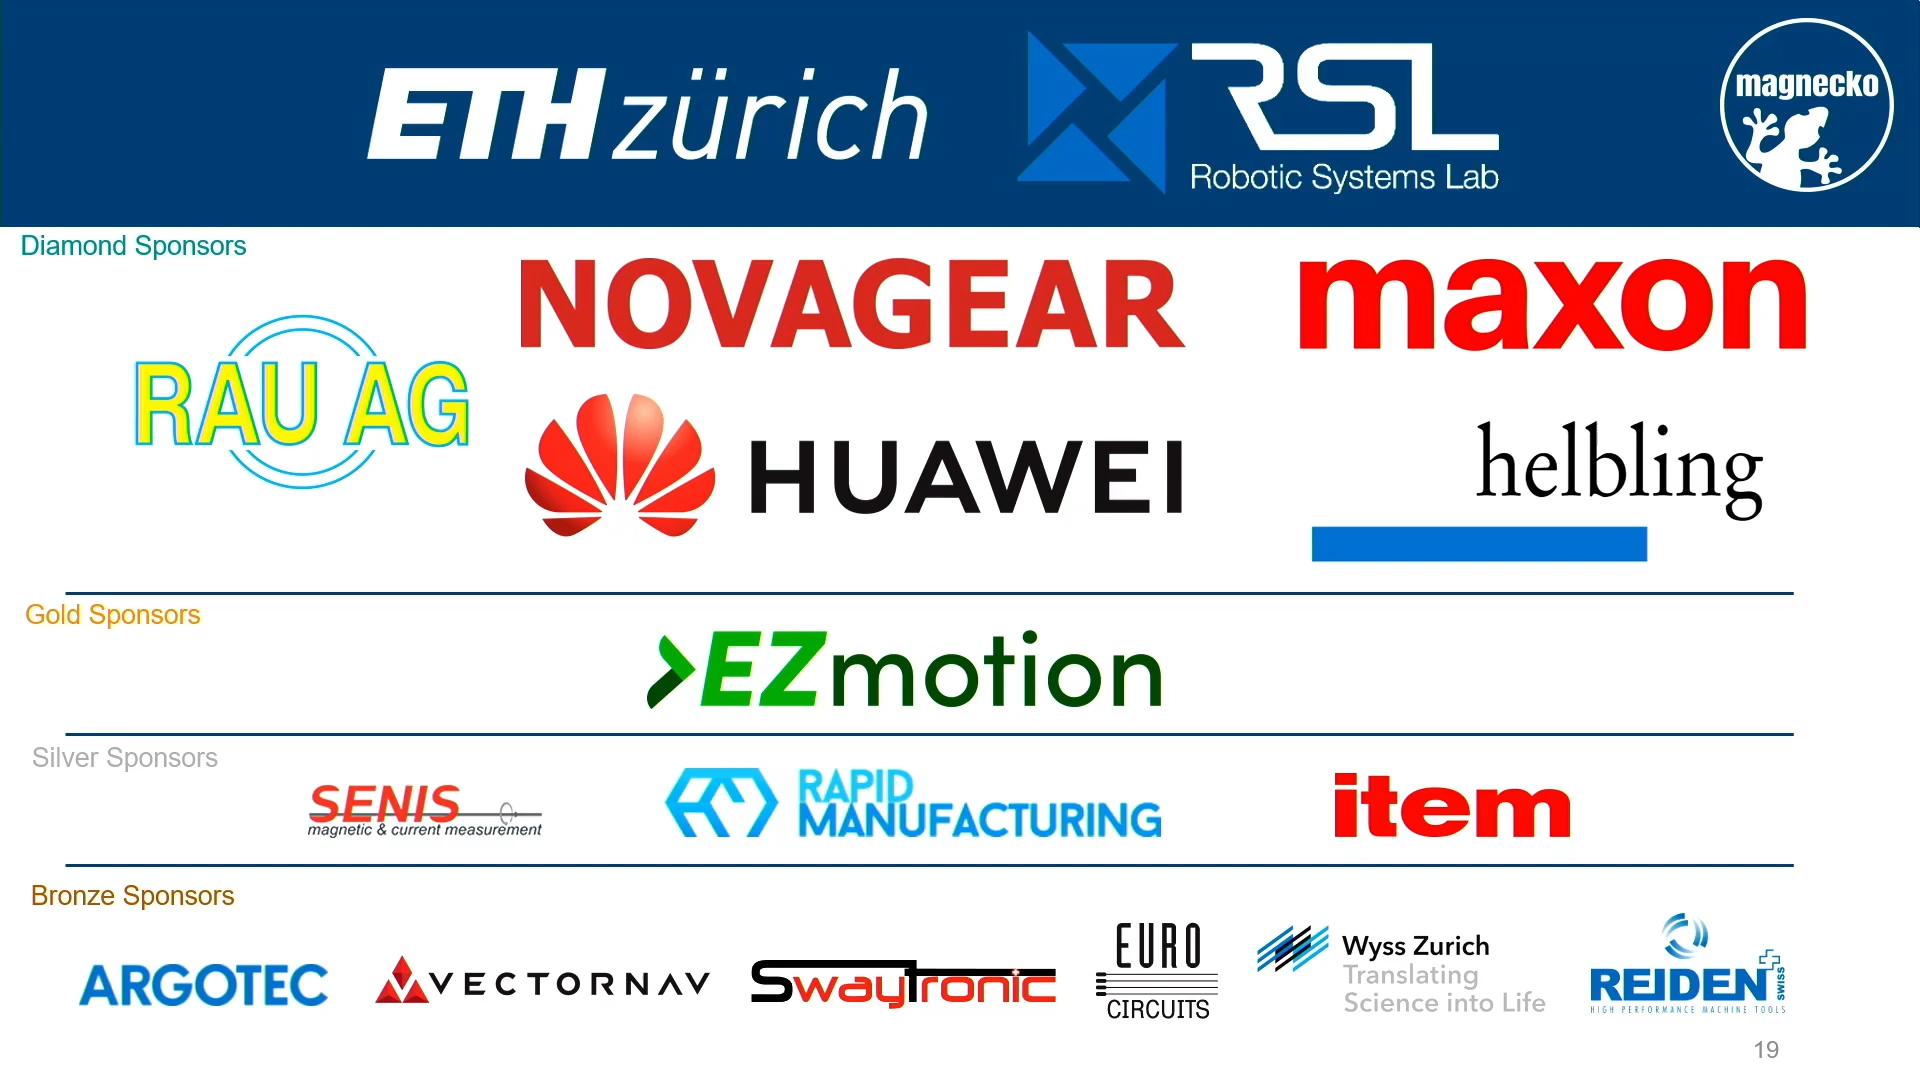 ETH zürich
RSL
Robotic Systems Lab
magnecko
Diamond Sponsors
RAU AG
NOVAGEAR
maxon
HUAWEI
helbling
Gold Sponsors
EZmotion
Silver Sponsors
SENIS
magnetic & current measurement
RAPID
MANUFACTURING
item
Bronze Sponsors
ARGOTEC
VECTORNAV
SwayTronic
EURO
CIRCUITS
Wyss Zurich
Translating
Science into Life
REIDEN
SWISS
HIGH PERFORMANCE MACHINE TOOLS
19